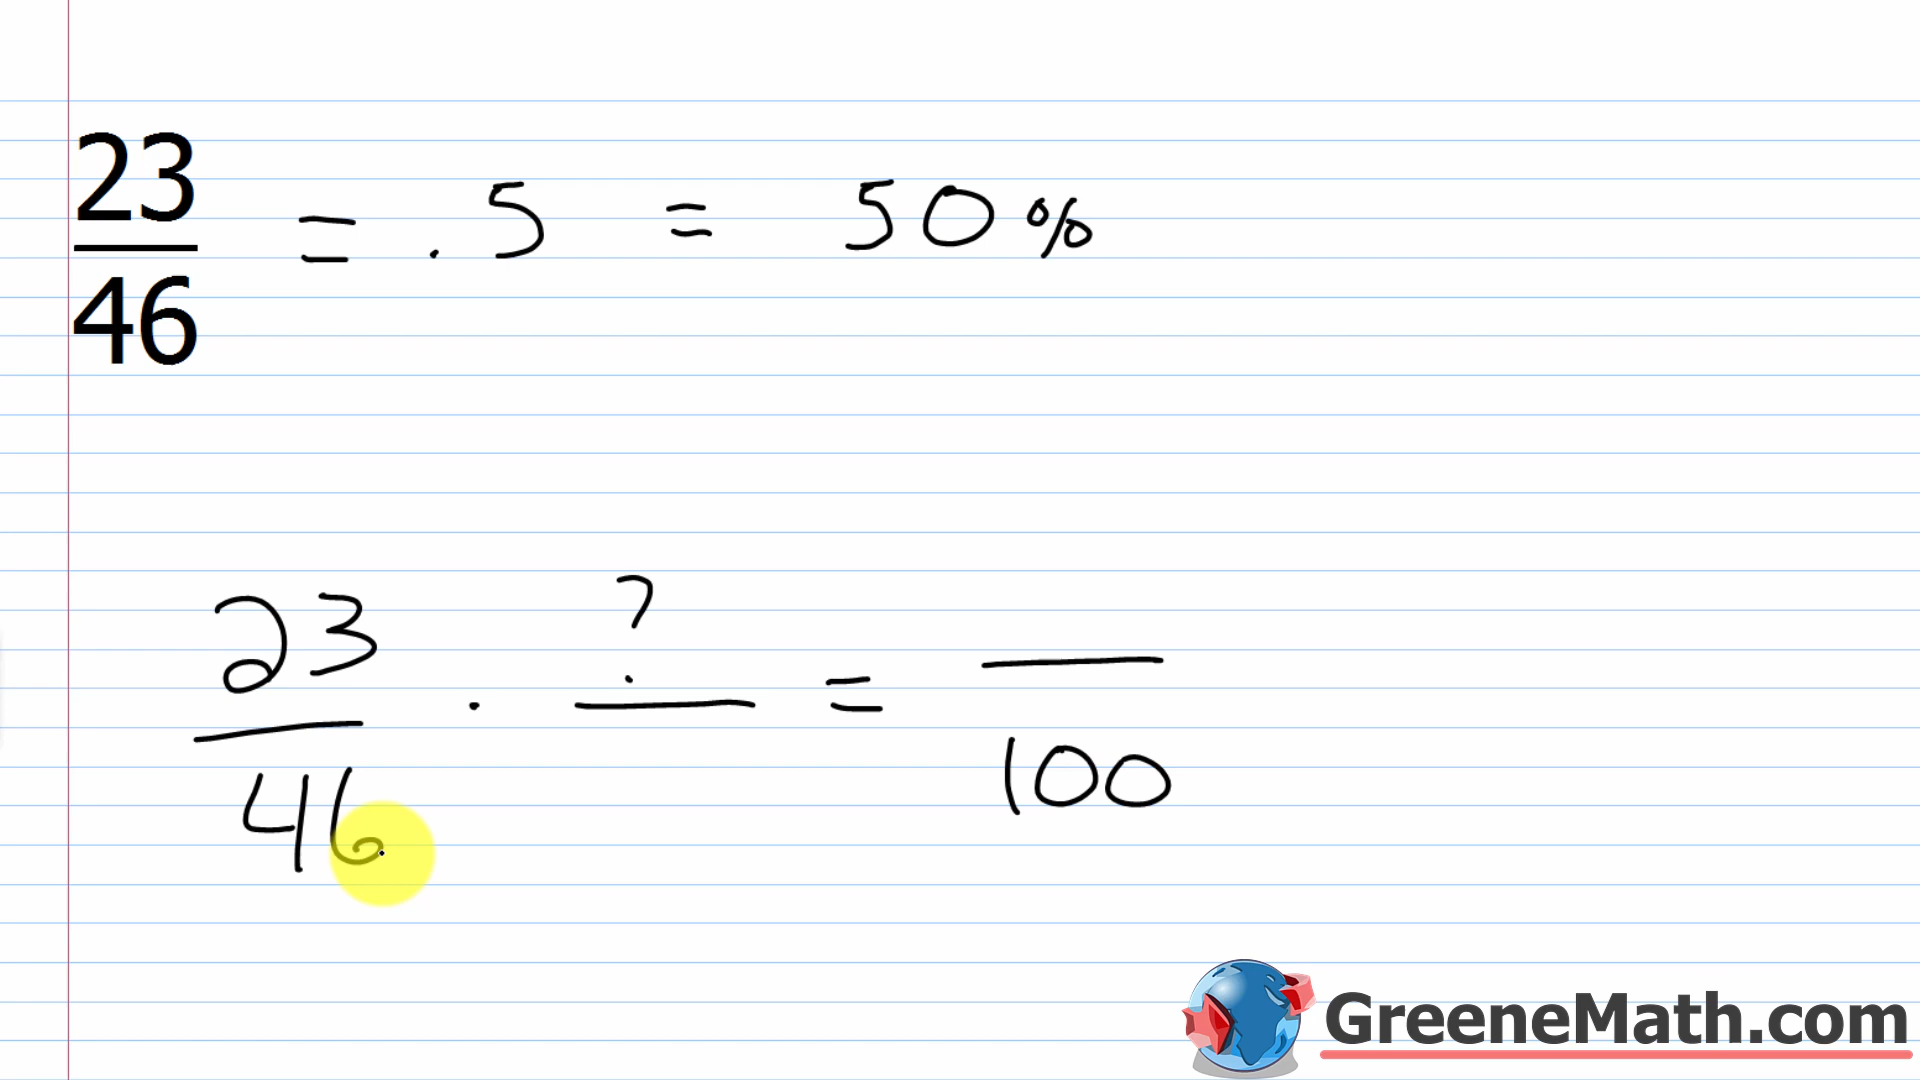 23
46
= .5 = 50%
23
46
· ? =
100
GreeneMath.com